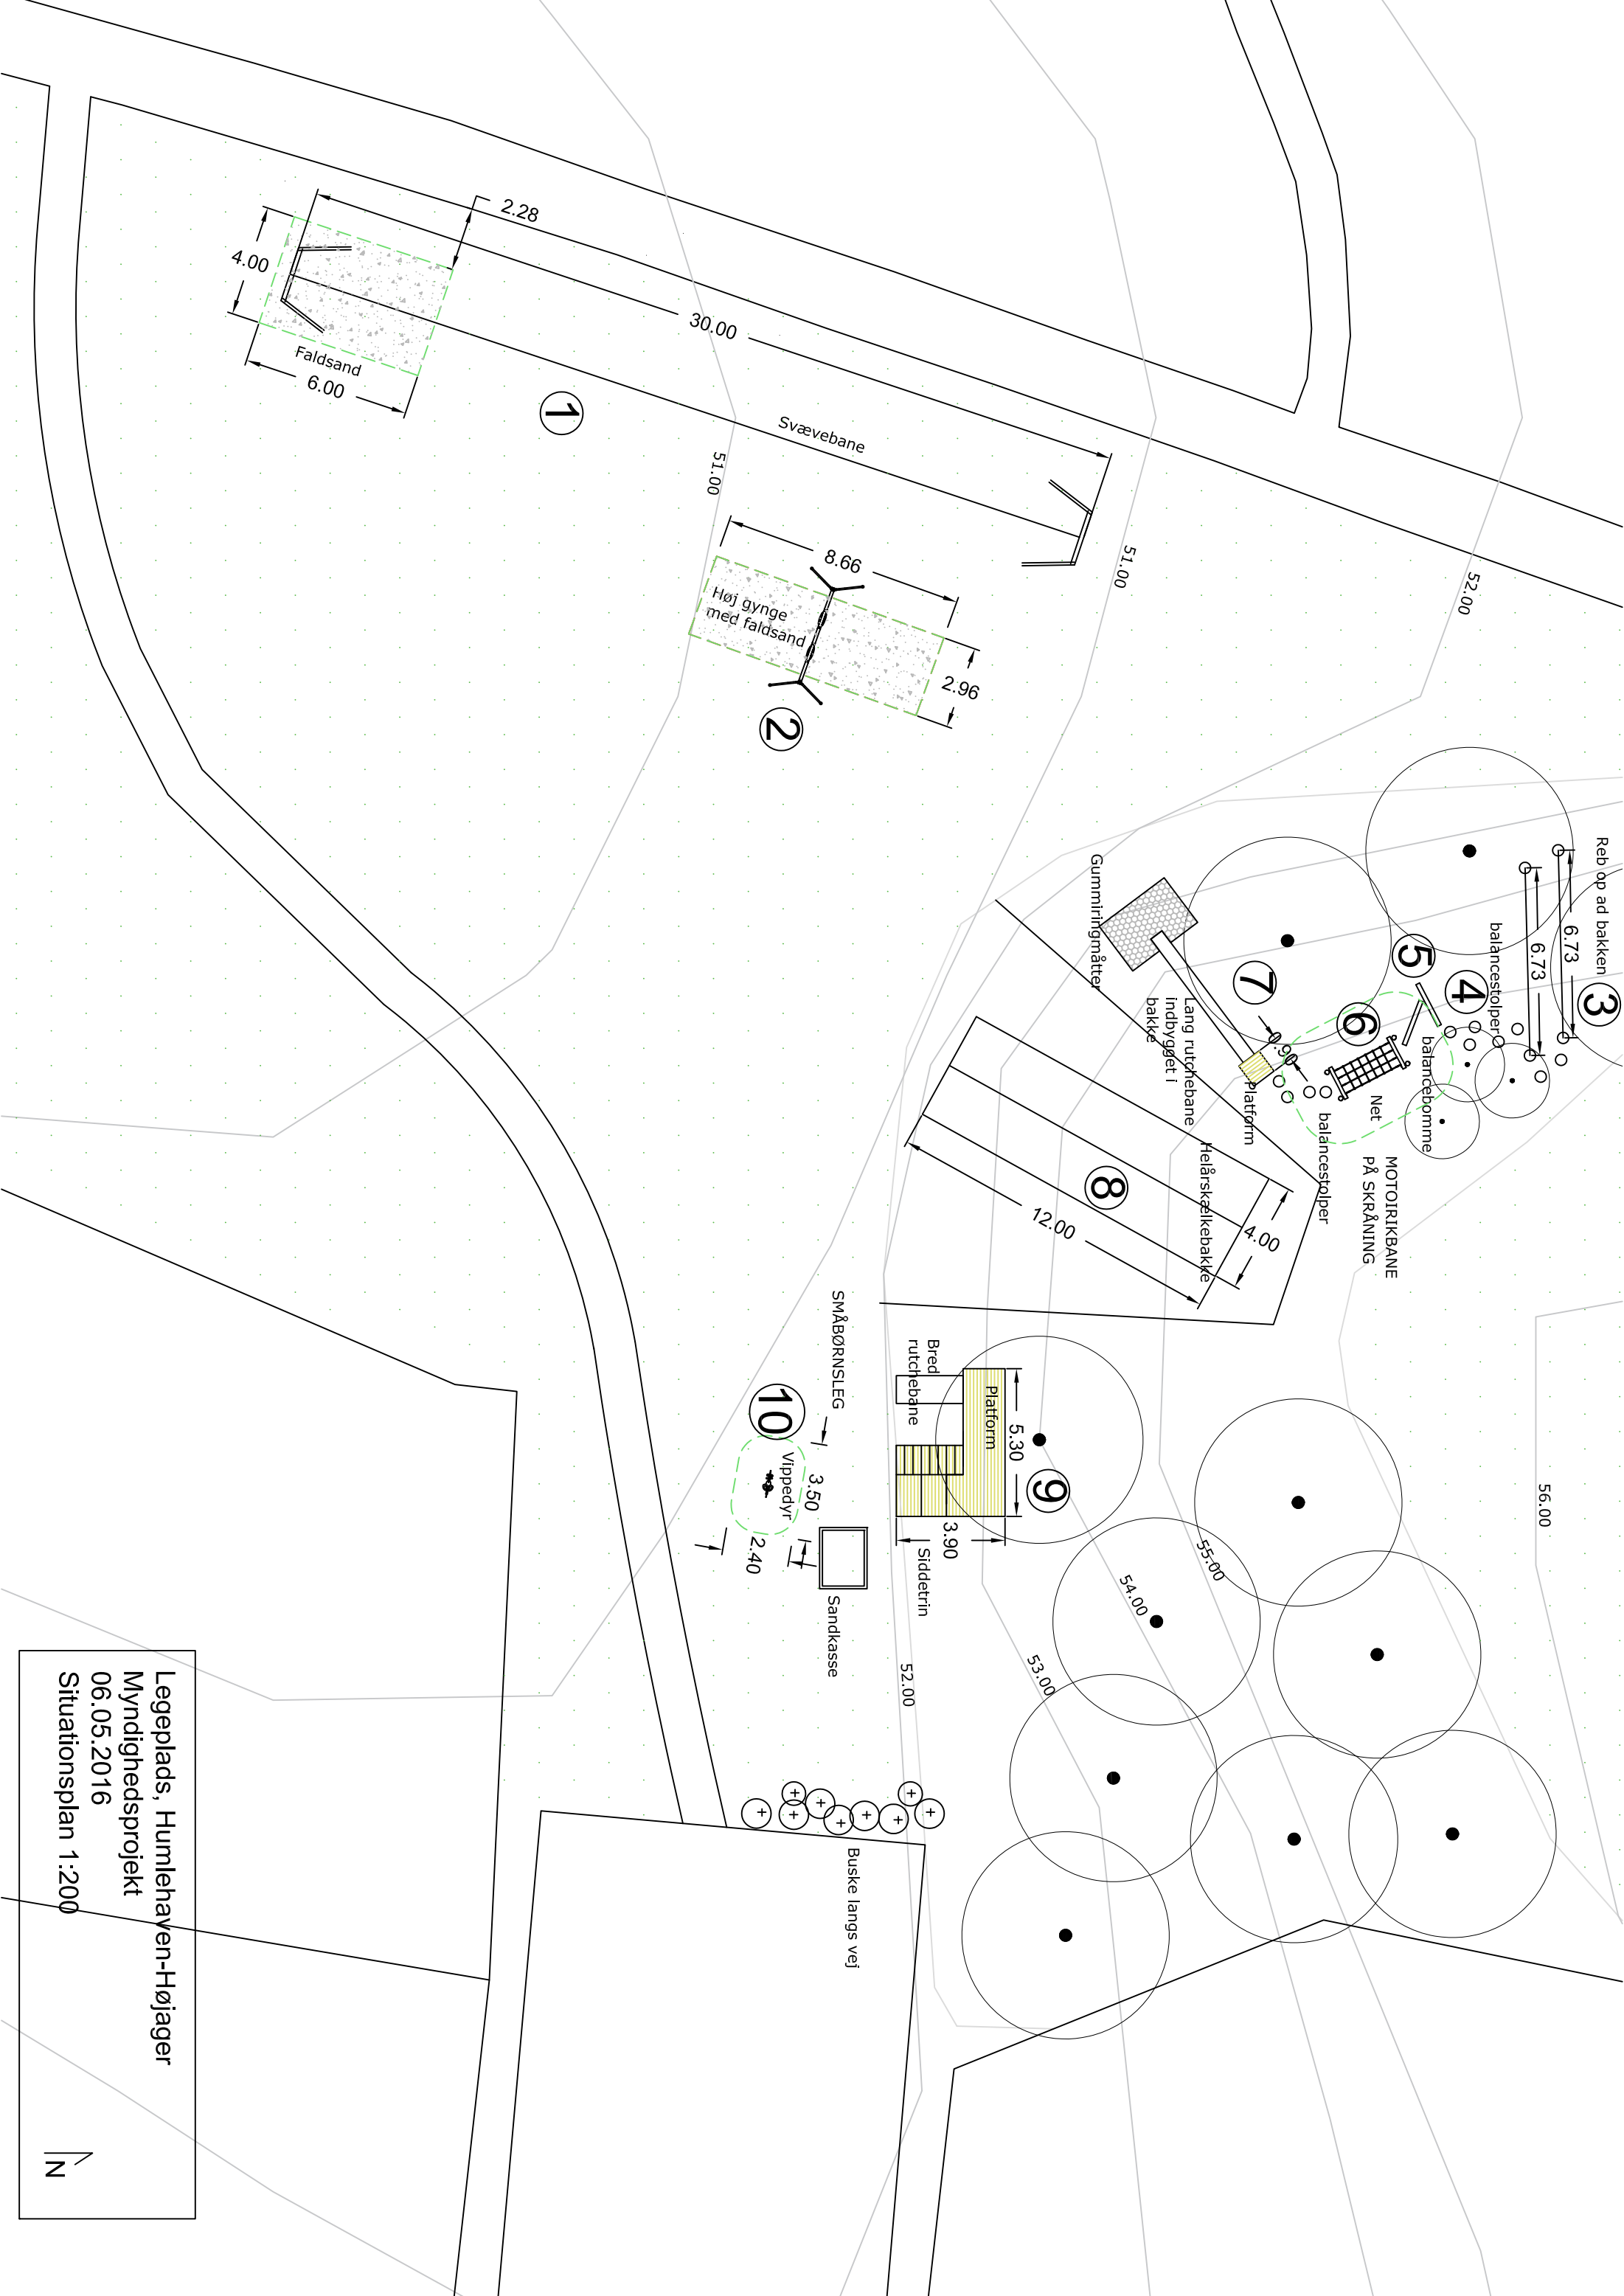 Reb op ad bakken
3
6.73
6.73
balancestolper
4
5
balancebomme
6
Net
MOTOIRIKBANE
PÅ SKRÅNING
balancestolper
7
Platform
Lang rutchebane
indbygget i
bakke
Gummiringmåtter
Helårskælkebakke
8
12.00
4.00
52.00
51.00
51.00
2.28
30.00
4.00
Faldsand
6.00
1
Svævebane
8.66
Høj gynge
med faldsand
2.96
2
56.00
55.00
54.00
53.00
52.00
Platform
5.30
9
3.90
Siddetrin
Bred
rutchebane
SMÅBØRNSLEG
10
Vippedyr
3.50
2.40
Sandkasse
Buske langs vej
Legeplads, Humlehaven-Højager
Myndighedsprojekt
06.05.2016
Situationsplan 1:200
N